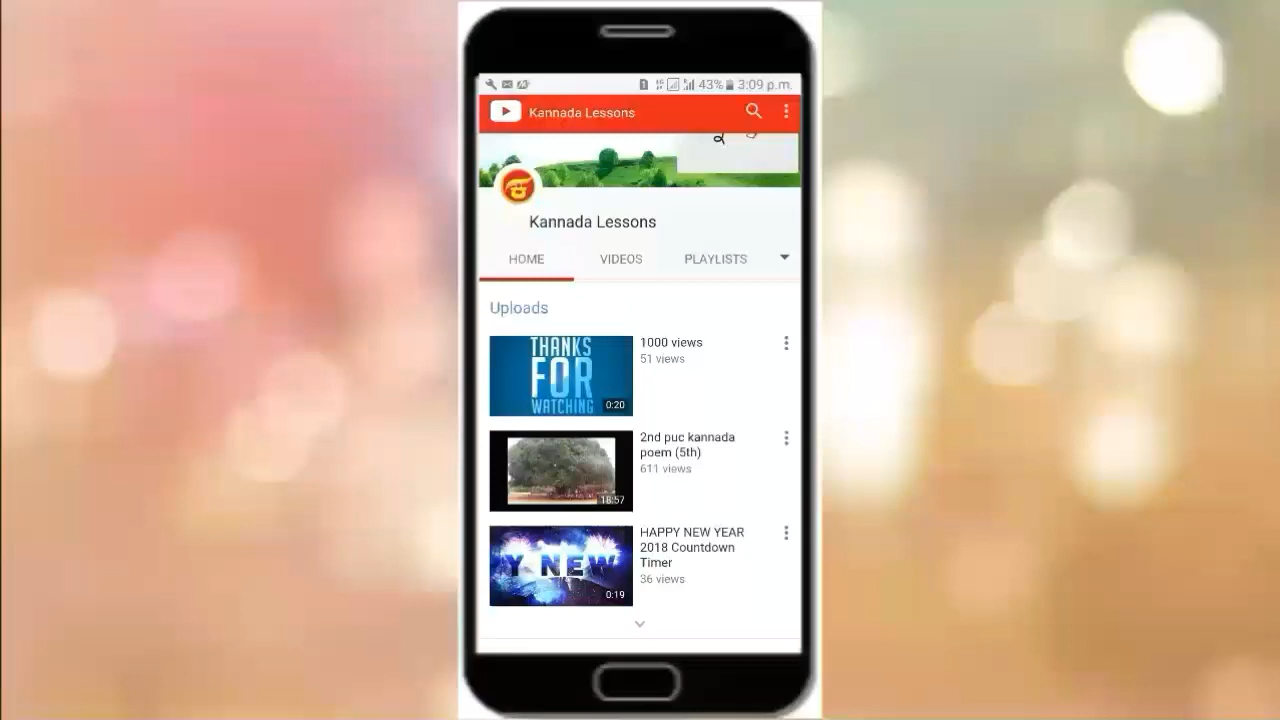 43% 3:09 p.m.
Kannada Lessons
Kannada Lessons
HOME VIDEOS PLAYLISTS
Uploads
THANKS
FOR
WATCHING
0:20
1000 views
51 views
18:57
2nd puc kannada
poem (5th)
611 views
Y NEW
0:19
HAPPY NEW YEAR
2018 Countdown
Timer
36 views